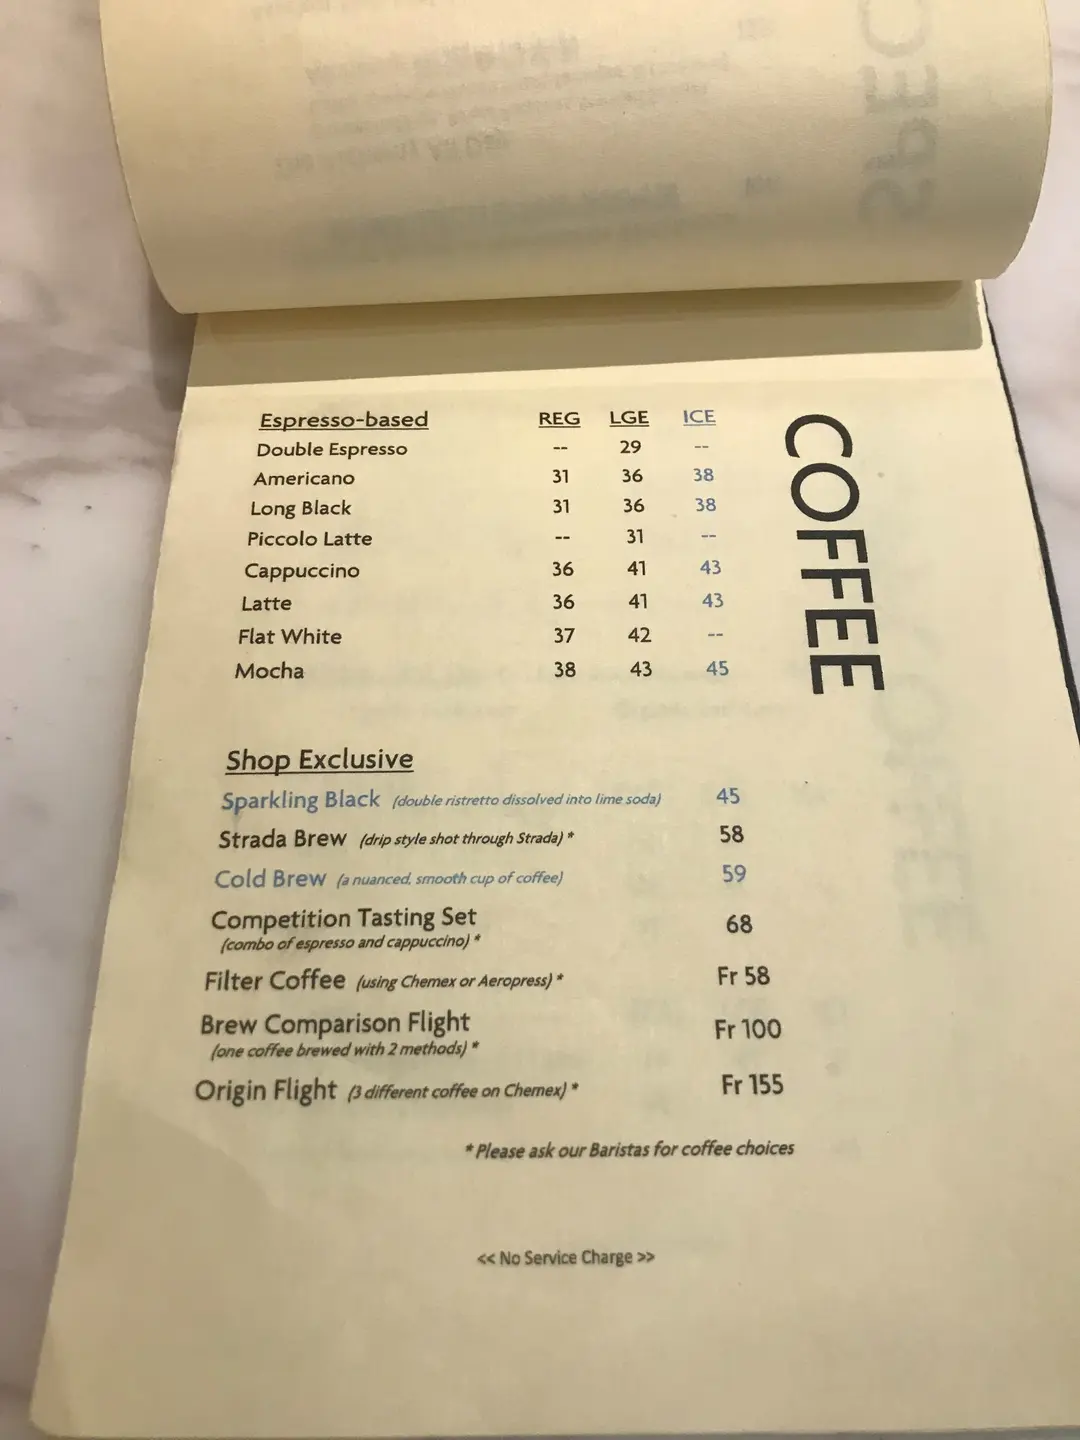 COFFEE
Espresso-based REG LGE ICE
Double Espresso -- 29 --
Americano 31 36 38
Long Black 31 36 38
Piccolo Latte -- 31 --
Cappuccino 36 41 43
Latte 36 41 43
Flat White 37 42 --
Mocha 38 43 45
Shop Exclusive
Sparkling Black (double ristretto dissolved into lime soda) 45
Strada Brew (drip style shot through Strada) * 58
Cold Brew (a nuanced, smooth cup of coffee) 59
Competition Tasting Set 68
(combo of espresso and cappuccino) *
Filter Coffee (using Chemex or Aeropress) * Fr 58
Brew Comparison Flight Fr 100
(one coffee brewed with 2 methods) *
Origin Flight (3 different coffee on Chemex) * Fr 155
* Please ask our Baristas for coffee choices
<< No Service Charge >>